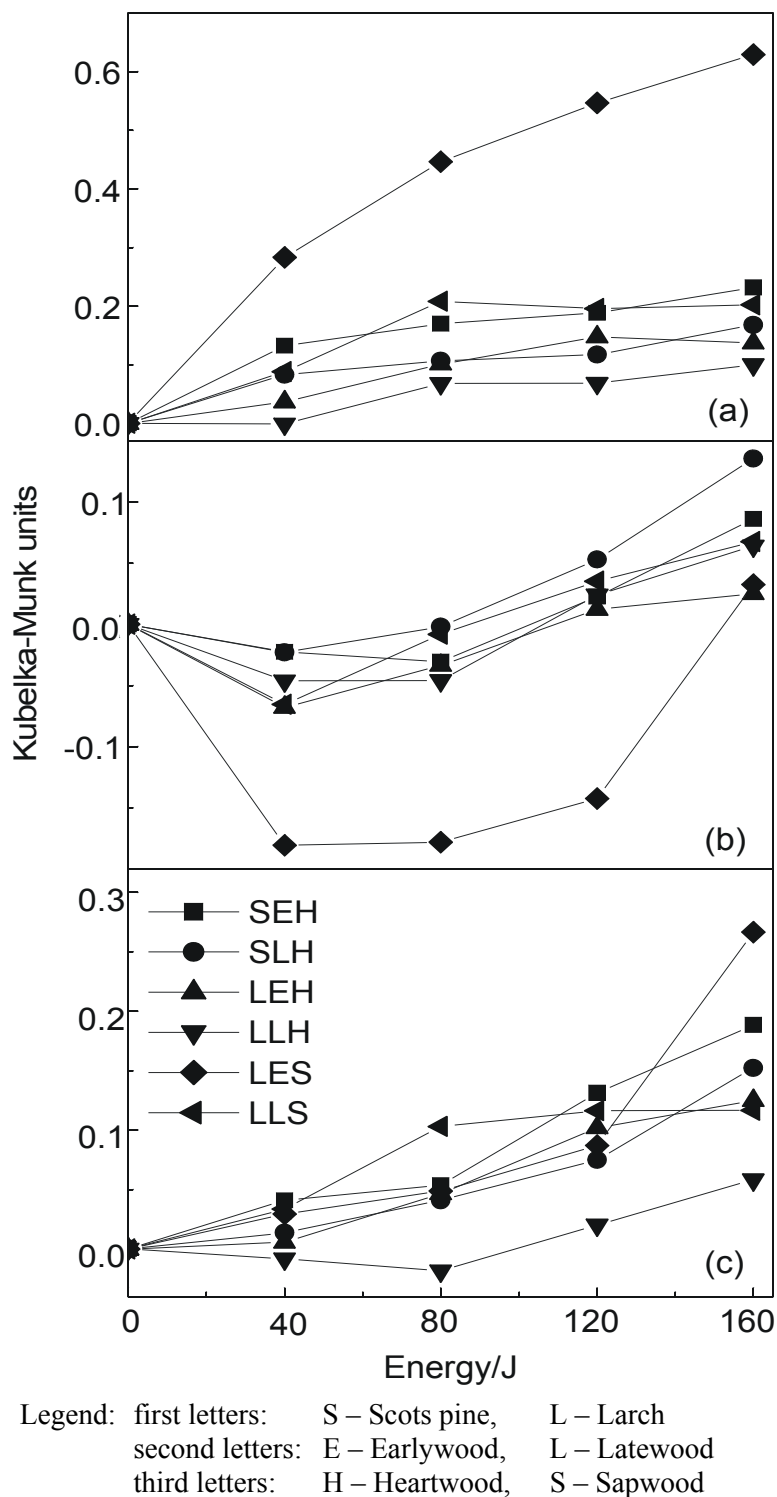 0.6
0.4
0.2
0.0
(a)
0.1
0.0
-0.1
(b)
Kubelka-Munk units
0.3
0.2
0.1
0.0
SEH
SLH
LEH
LLH
LES
LLS
(c)
0 40 80 120 160
Energy/J
Legend: first letters: S – Scots pine, L – Larch
second letters: E – Earlywood, L – Latewood
third letters: H – Heartwood, S – Sapwood